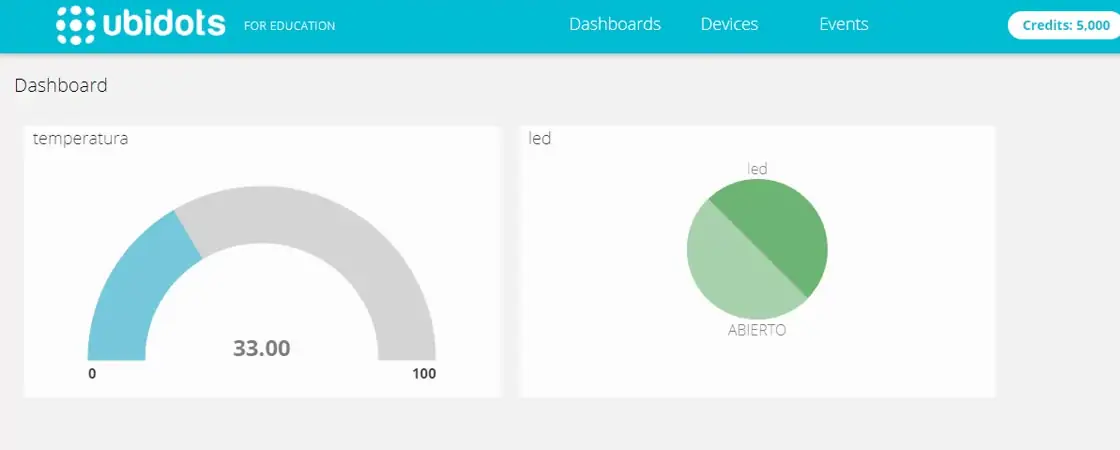 ubidots FOR EDUCATION Dashboards Devices Events Credits: 5,000
Dashboard
temperatura
led
led
33.00
0 100
ABIERTO